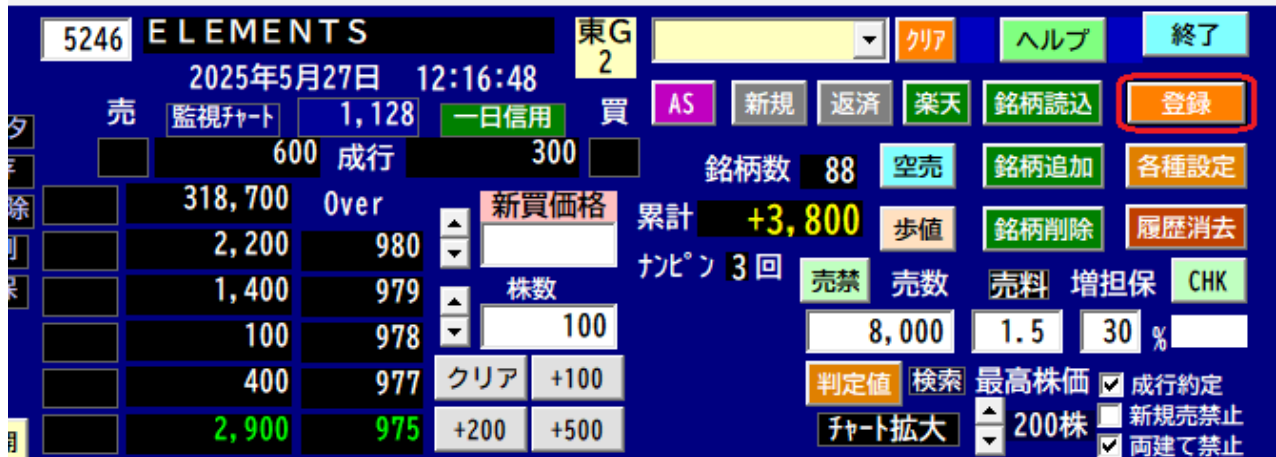 5246 ELEMENTS 東G 2 クリア ヘルプ 終了
2025年5月27日 12:16:48
売 監視ﾁｬｰﾄ 1,128 一日信用 買 AS 新規 返済 楽天 銘柄読込 登録
600 成行 300
銘柄数 88 空売 銘柄追加 各種設定
318,700 Over 新買価格
累計 +3,800 歩値 銘柄削除 履歴消去
2,200 980
ﾅﾝﾋﾟﾝ 3回 売禁 売数 売料 増担保 CHK
1,400 979 株数
100 978 100 8,000 1.5 30 %
400 977 クリア +100 判定値 検索 最高株価 成行約定
2,900 975 +200 +500 ﾁｬｰﾄ拡大 200株 新規売禁止
両建て禁止